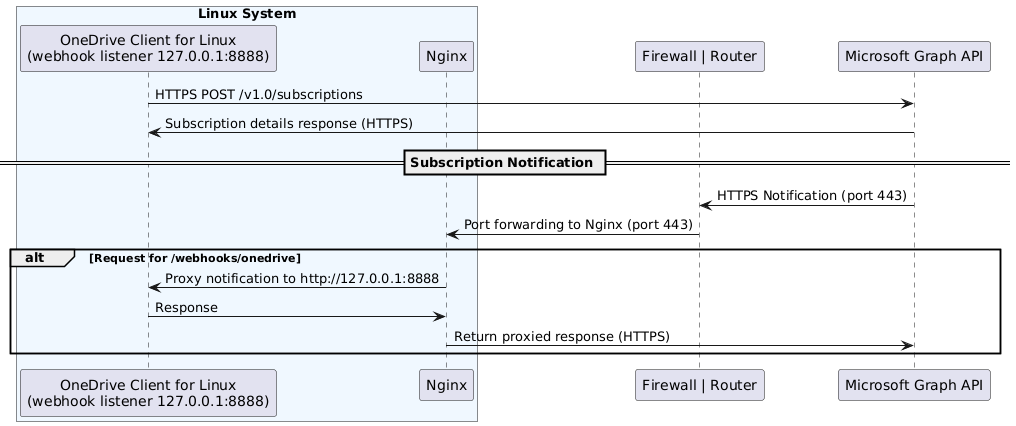 Linux System
OneDrive Client for Linux
(webhook listener 127.0.0.1:8888)
Nginx
Firewall | Router
Microsoft Graph API
HTTPS POST /v1.0/subscriptions
Subscription details response (HTTPS)
Subscription Notification
HTTPS Notification (port 443)
Port forwarding to Nginx (port 443)
alt
[Request for /webhooks/onedrive]
Proxy notification to http://127.0.0.1:8888
Response
Return proxied response (HTTPS)
OneDrive Client for Linux
(webhook listener 127.0.0.1:8888)
Nginx
Firewall | Router
Microsoft Graph API